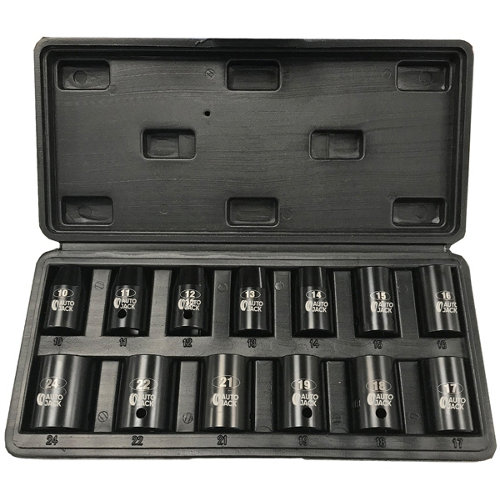 10 11 12 13 14 15 16
AUTO AUTO AUTO AUTO AUTO AUTO AUTO
JACK JACK JACK JACK JACK JACK JACK
10 11 12 13 14 15 16
24 22 21 19 18 17
AUTO AUTO AUTO AUTO AUTO AUTO
JACK JACK JACK JACK JACK JACK
24 22 21 19 18 17